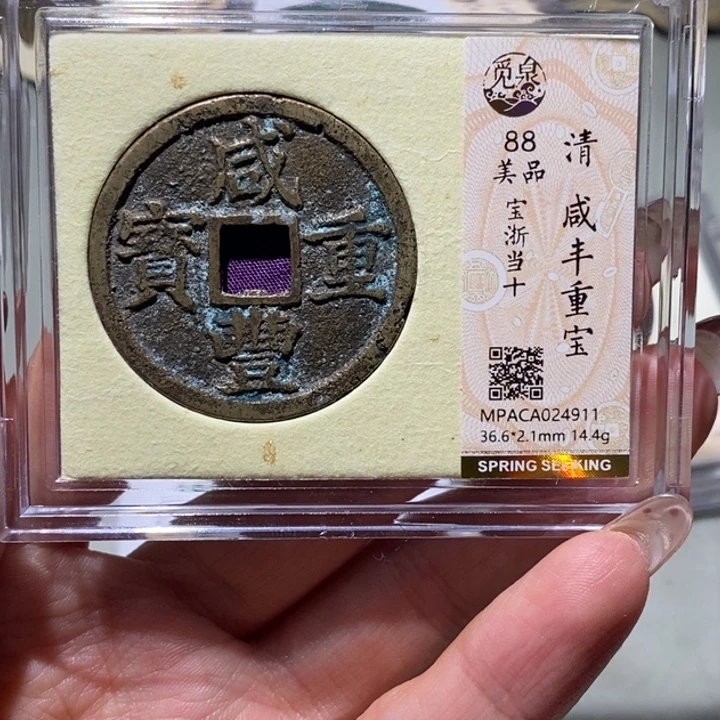 咸豐重寳
觅泉
88
美品
宝浙当十
清 咸丰重宝
MPACA024911
36.6*2.1mm 14.4g
SPRING SEEKING